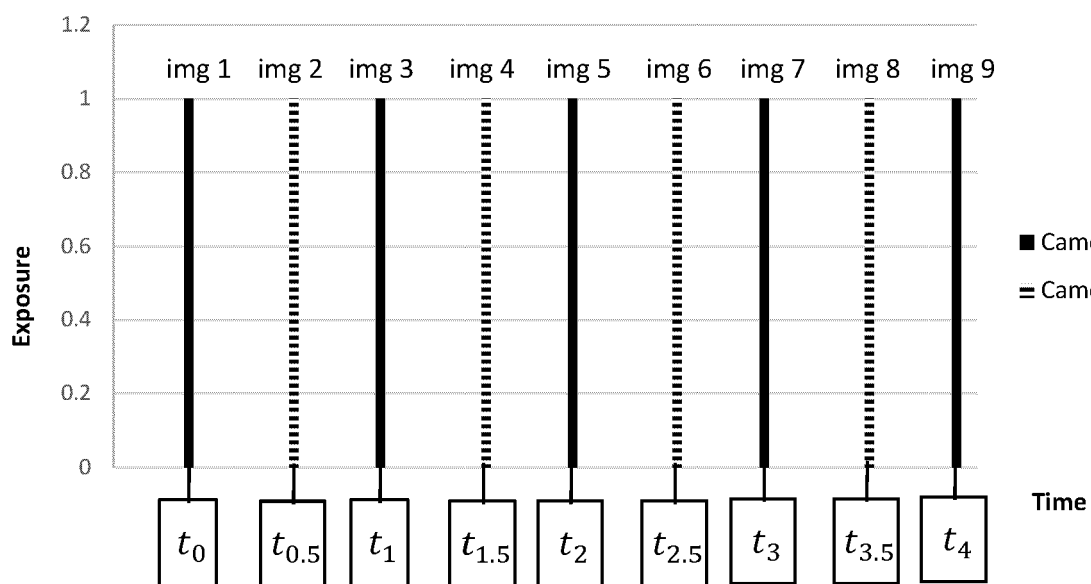 1.2
img 1 img 2 img 3 img 4 img 5 img 6 img 7 img 8 img 9
1
0.8
0.6
0.4
0.2
0
Exposure
Came
Came
t₀ t₀.₅ t₁ t₁.₅ t₂ t₂.₅ t₃ t₃.₅ t₄
Time